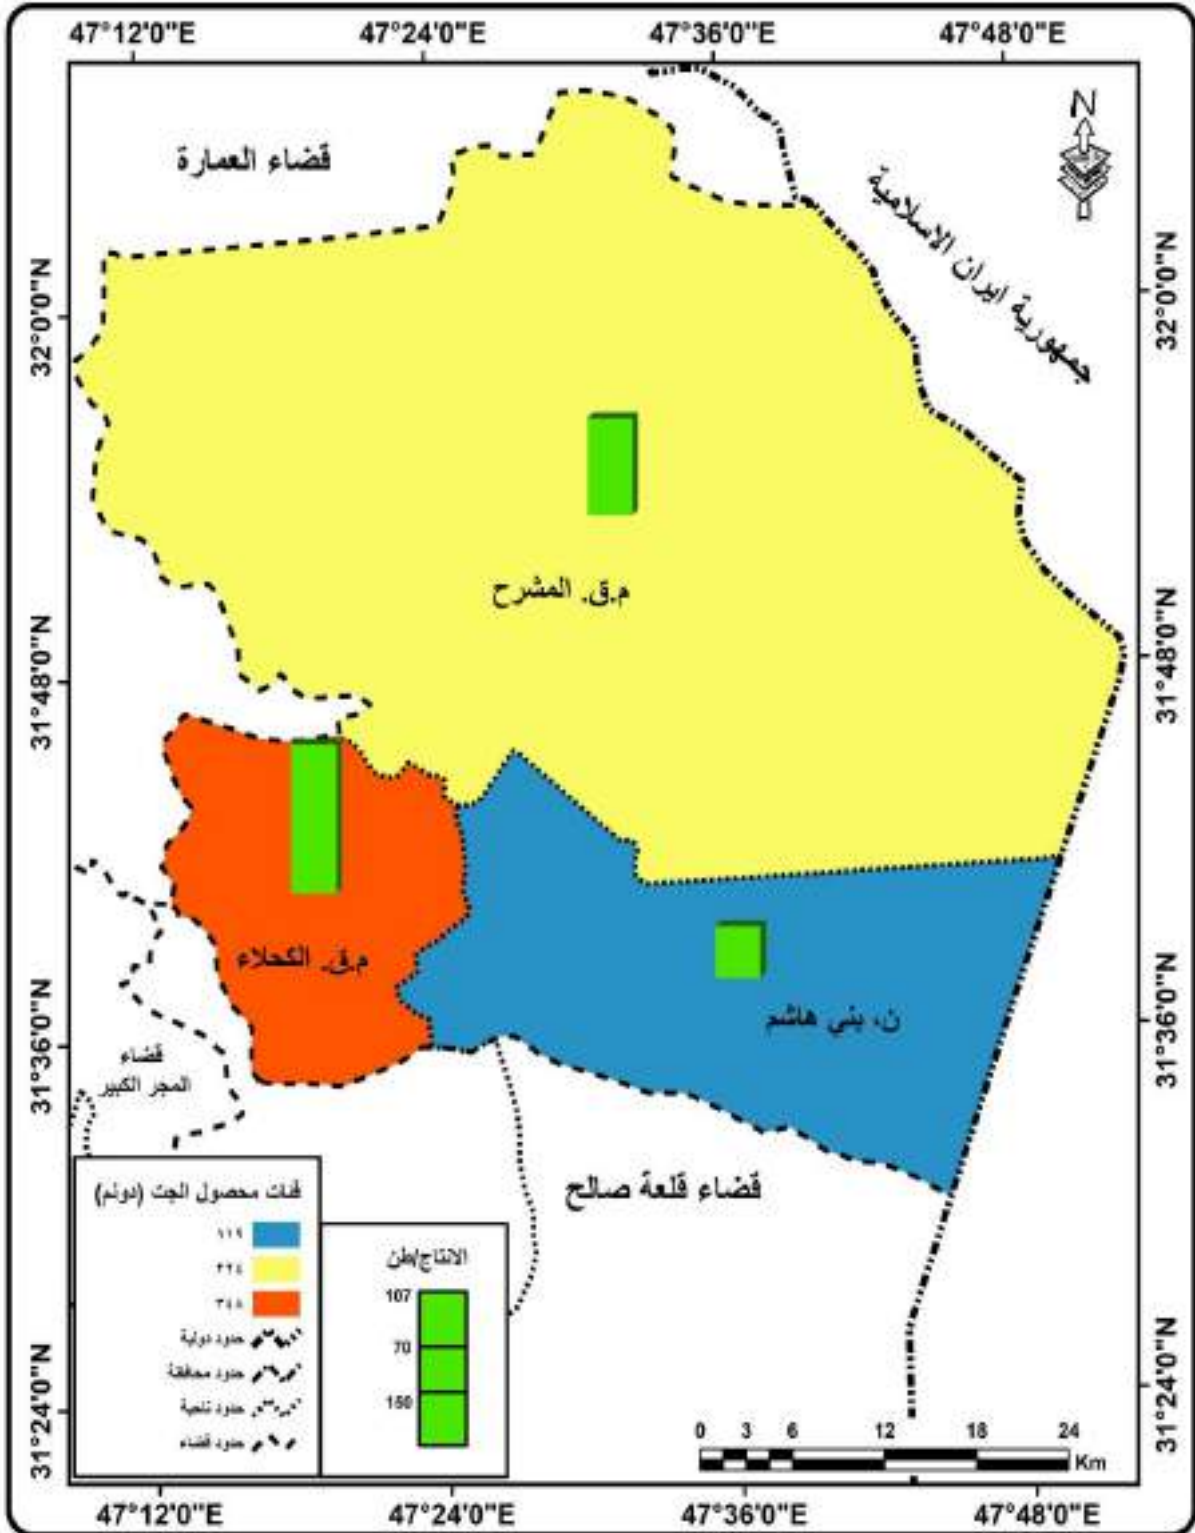 47°12'0"E 47°24'0"E 47°36'0"E 47°48'0"E
N
قضاء العمارة
جمهورية ايران الاسلامية
32°0'0"N
32°0'0"N
م.ق. المشرح
31°48'0"N
31°48'0"N
م.ق. الكحلاء
ن، بني هاشم
31°36'0"N
31°36'0"N
قضاء
المجر الكبير
قضاء قلعة صالح
فئات محصول الجت (دونم)
١١٩
٢٢٤
٣٤٨
حدود دولية
حدود محافظة
حدود ناحية
حدود قضاء
الانتاج/طن
107
70
150
31°24'0"N
31°24'0"N
0 3 6 12 18 24
Km
47°12'0"E 47°24'0"E 47°36'0"E 47°48'0"E